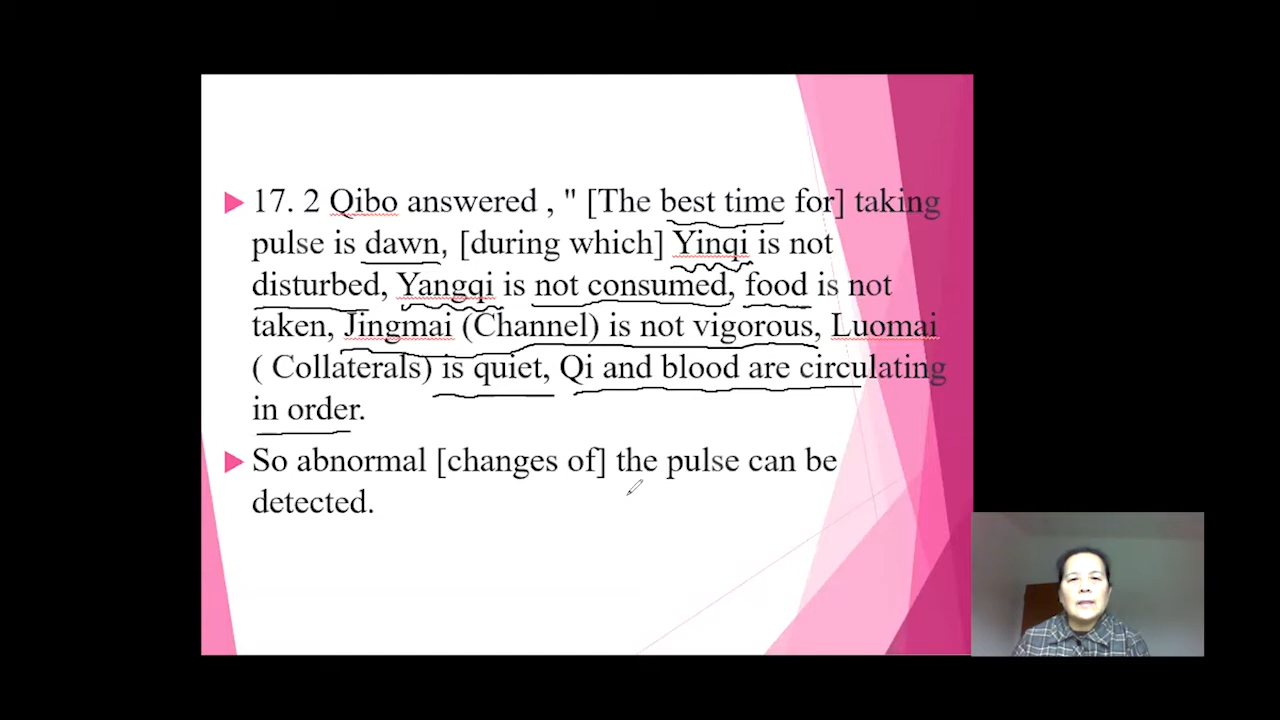 17. 2 Qibo answered , " [The best time for] taking
pulse is dawn, [during which] Yinqi is not
disturbed, Yangqi is not consumed, food is not
taken, Jingmai (Channel) is not vigorous, Luomai
( Collaterals) is quiet, Qi and blood are circulating
in order.
So abnormal [changes of] the pulse can be
detected.